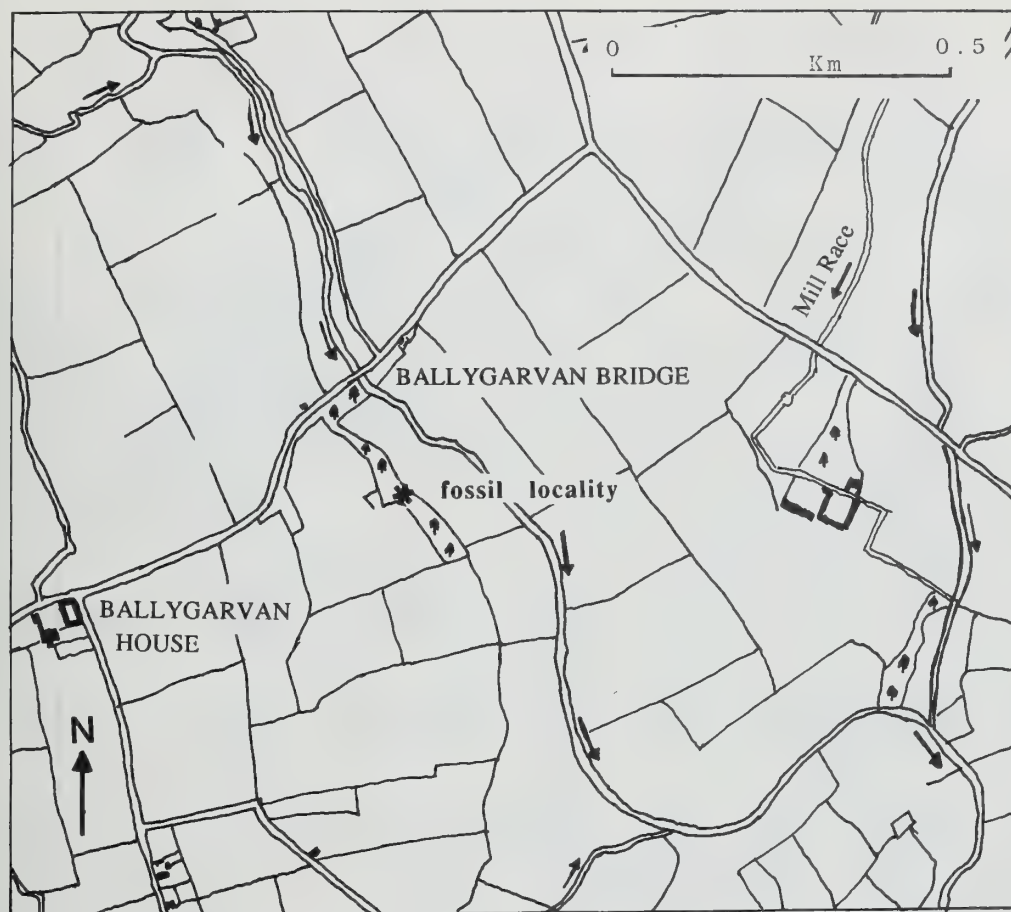 0 0.5
Km
Mill Race
BALLYGARVAN BRIDGE
fossil locality
BALLYGARVAN
HOUSE
N